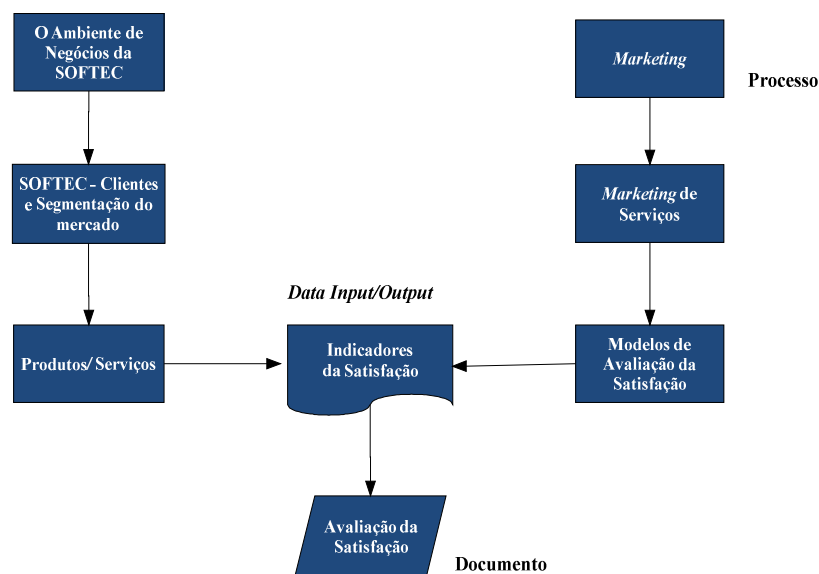 O Ambiente de
Negócios da
SOFTEC
Marketing
Processo
SOFTEC - Clientes
e Segmentação do
mercado
Marketing de
Serviços
Data Input/Output
Produtos/ Serviços
Indicadores
da Satisfação
Modelos de
Avaliação da
Satisfação
Avaliação da
Satisfação
Documento